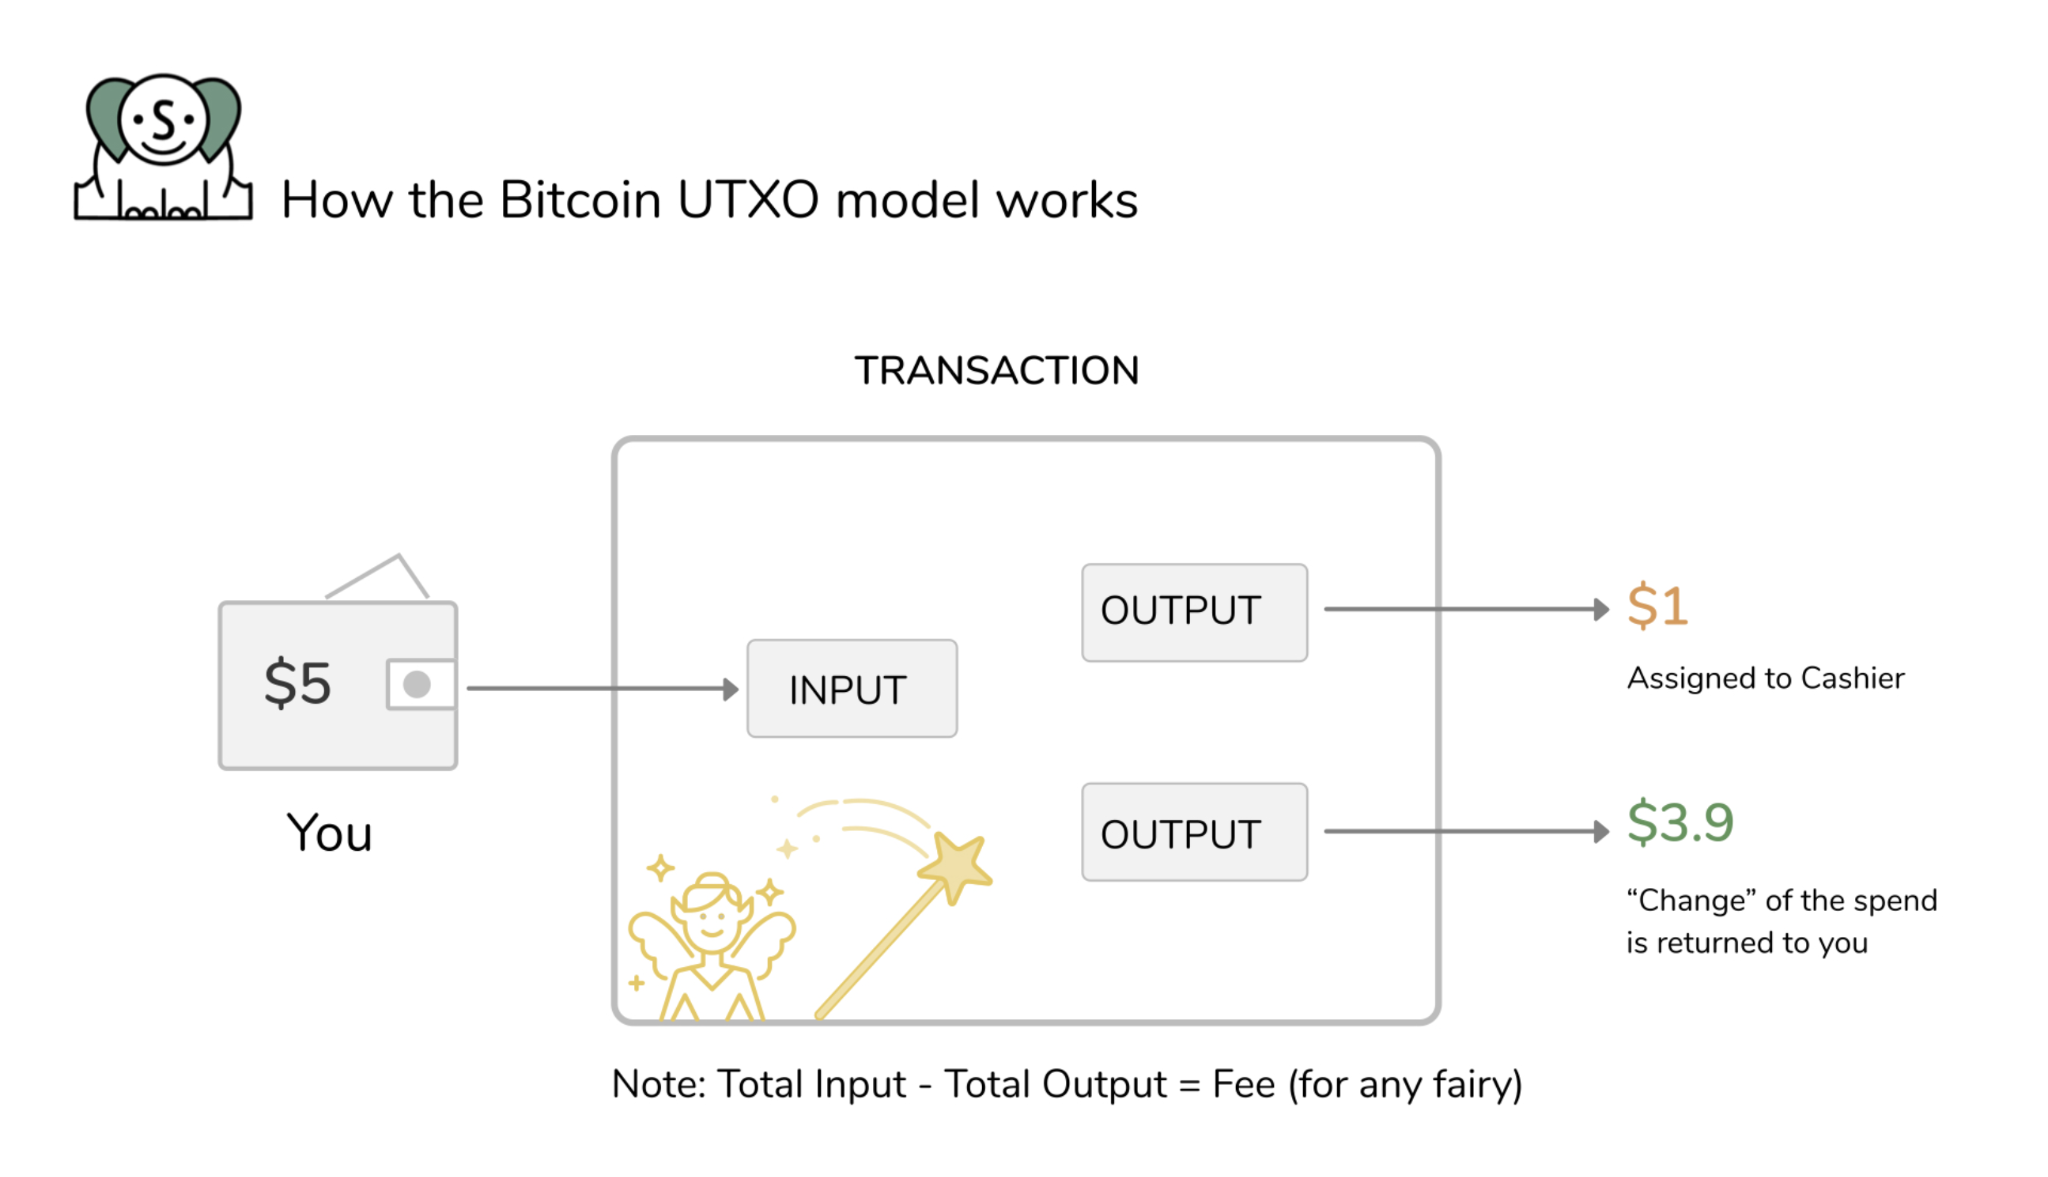 S
How the Bitcoin UTXO model works
TRANSACTION
$5
You
INPUT
OUTPUT
$1
Assigned to Cashier
OUTPUT
$3.9
“Change” of the spend
is returned to you
Note: Total Input - Total Output = Fee (for any fairy)